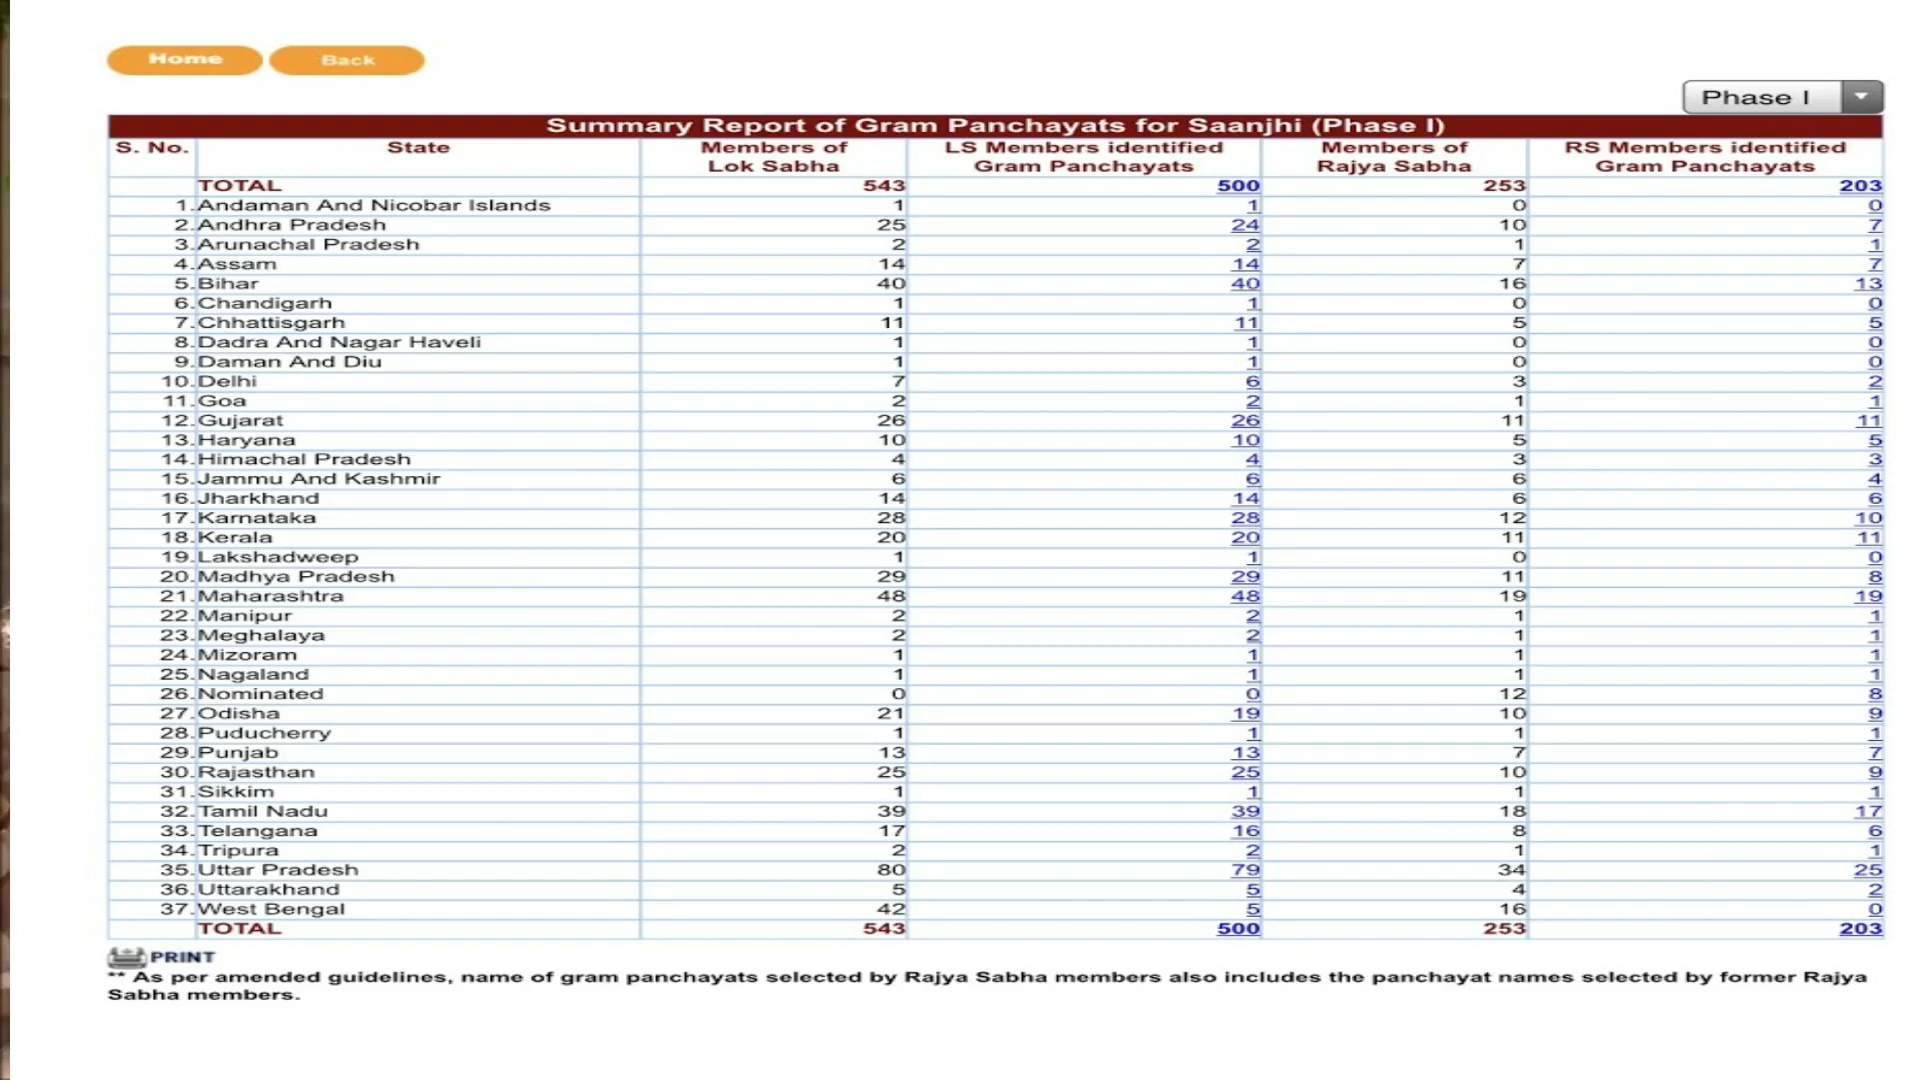 Home Back
Phase I
Summary Report of Gram Panchayats for Saanjhi (Phase I)
S. No. State Members of Lok Sabha LS Members identified Gram Panchayats Members of Rajya Sabha RS Members identified Gram Panchayats
TOTAL 543 500 253 203
1. Andaman And Nicobar Islands 1 1 0 0
2. Andhra Pradesh 25 24 10 7
3. Arunachal Pradesh 2 2 1 1
4. Assam 14 14 7 7
5. Bihar 40 40 16 13
6. Chandigarh 1 1 0 0
7. Chhattisgarh 11 11 5 5
8. Dadra And Nagar Haveli 1 1 0 0
9. Daman And Diu 1 1 0 0
10. Delhi 7 6 3 2
11. Goa 2 2 1 1
12. Gujarat 26 26 11 11
13. Haryana 10 10 5 5
14. Himachal Pradesh 4 4 3 3
15. Jammu And Kashmir 6 6 6 4
16. Jharkhand 14 14 6 6
17. Karnataka 28 28 12 10
18. Kerala 20 20 11 11
19. Lakshadweep 1 1 0 0
20. Madhya Pradesh 29 29 11 8
21. Maharashtra 48 48 19 19
22. Manipur 2 2 1 1
23. Meghalaya 2 2 1 1
24. Mizoram 1 1 1 1
25. Nagaland 1 1 1 1
26. Nominated 0 0 12 8
27. Odisha 21 19 10 9
28. Puducherry 1 1 1 1
29. Punjab 13 13 7 7
30. Rajasthan 25 25 10 9
31. Sikkim 1 1 1 1
32. Tamil Nadu 39 39 18 17
33. Telangana 17 16 8 6
34. Tripura 2 2 1 1
35. Uttar Pradesh 80 79 34 25
36. Uttarakhand 5 5 4 2
37. West Bengal 42 5 16 0
TOTAL 543 500 253 203
PRINT
** As per amended guidelines, name of gram panchayats selected by Rajya Sabha members also includes the panchayat names selected by former Rajya
Sabha members.